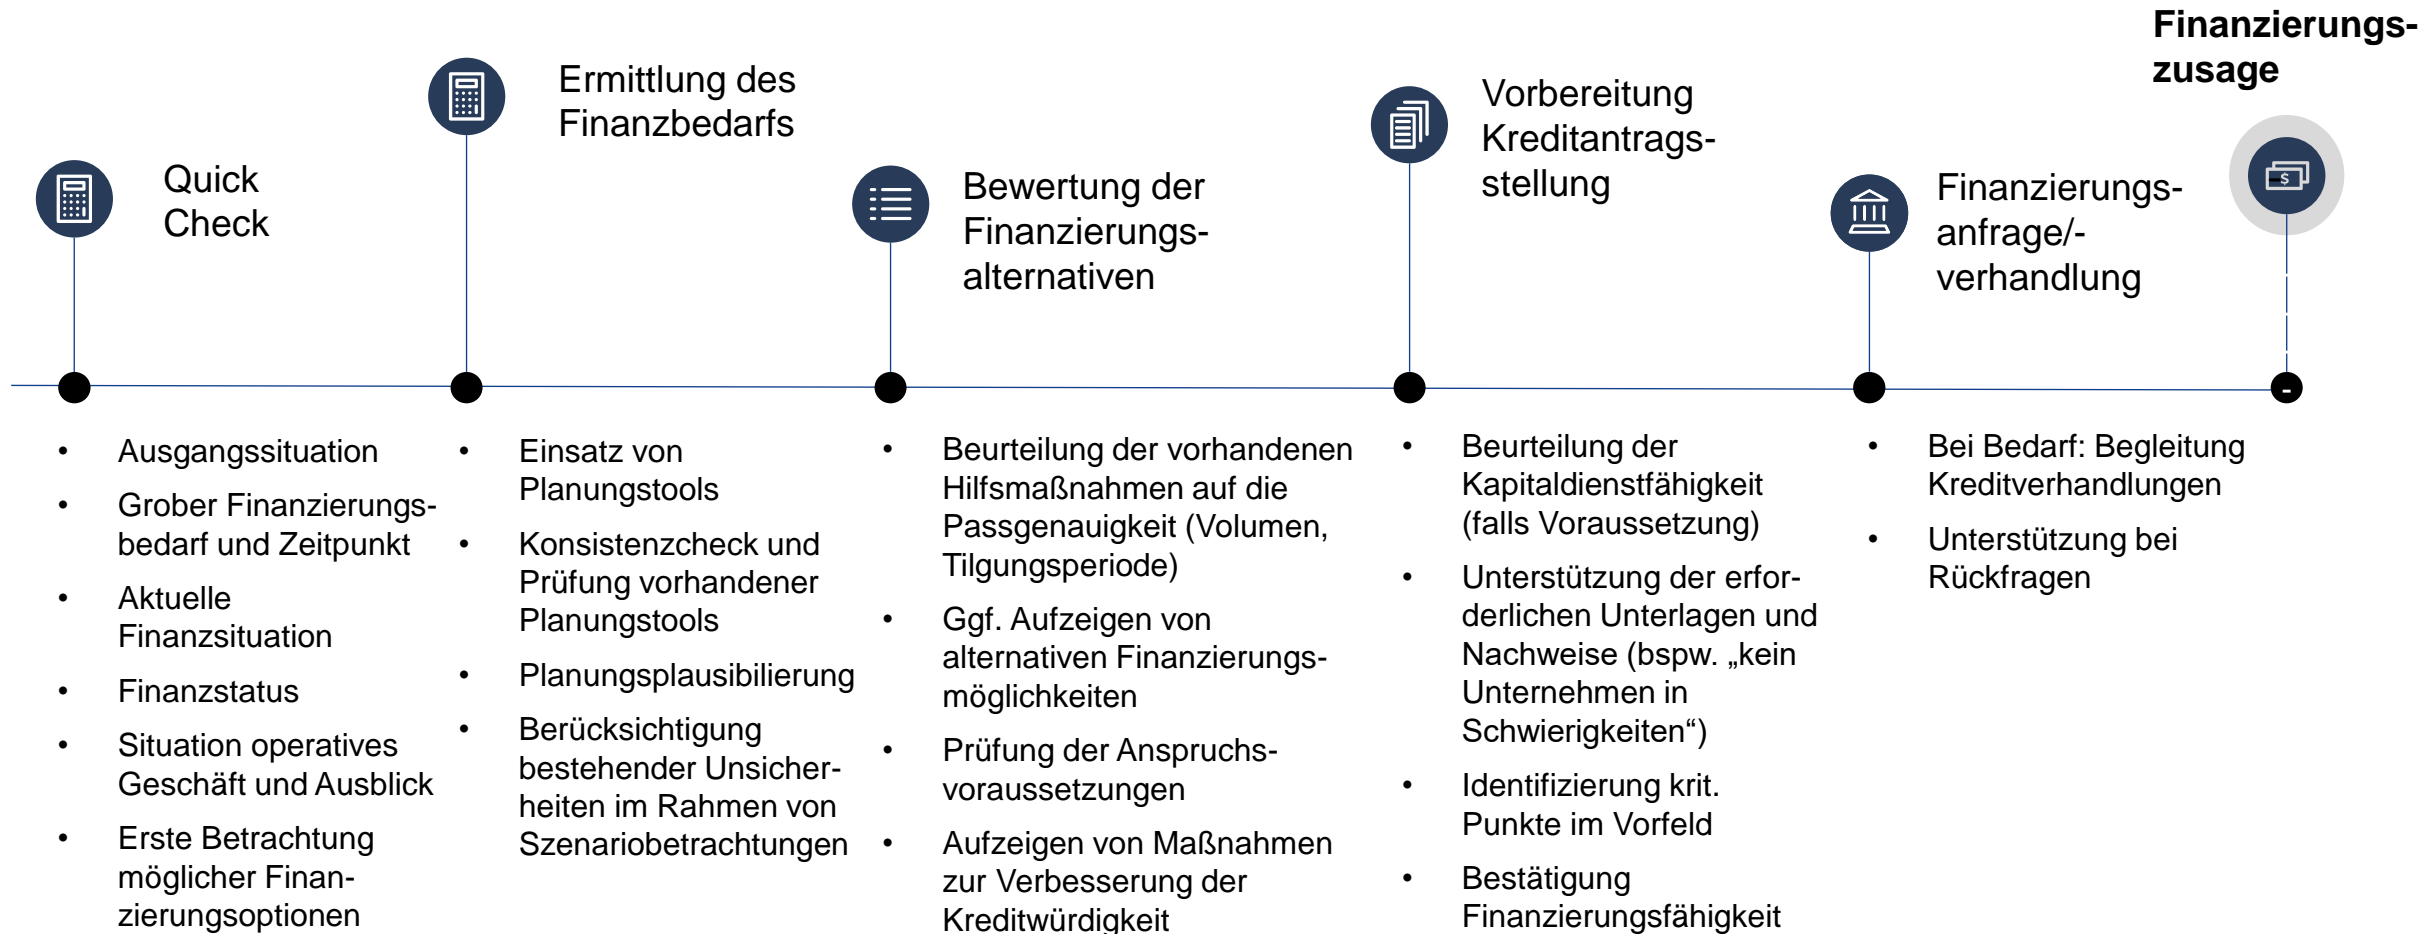 Quick
Check
Ermittlung des
Finanzbedarfs
Bewertung der
Finanzierungs-
alternativen
Vorbereitung
Kreditantrags-
stellung
Finanzierungs-
anfrage/-
verhandlung
Finanzierungs-
zusage
$
-
• Ausgangssituation
• Grober Finanzierungs-
bedarf und Zeitpunkt
• Aktuelle
Finanzsituation
• Finanzstatus
• Situation operatives
Geschäft und Ausblick
• Erste Betrachtung
möglicher Finan-
zierungsoptionen
• Einsatz von
Planungstools
• Konsistenzcheck und
Prüfung vorhandener
Planungstools
• Planungsplausibilierung
• Berücksichtigung
bestehender Unsicher-
heiten im Rahmen von
Szenariobetrachtungen
• Beurteilung der vorhandenen
Hilfsmaßnahmen auf die
Passgenauigkeit (Volumen,
Tilgungsperiode)
• Ggf. Aufzeigen von
alternativen Finanzierungs-
möglichkeiten
• Prüfung der Anspruchs-
voraussetzungen
• Aufzeigen von Maßnahmen
zur Verbesserung der
Kreditwürdigkeit
• Beurteilung der
Kapitaldienstfähigkeit
(falls Voraussetzung)
• Unterstützung der erfor-
derlichen Unterlagen und
Nachweise (bspw. „kein
Unternehmen in
Schwierigkeiten“)
• Identifizierung krit.
Punkte im Vorfeld
• Bestätigung
Finanzierungsfähigkeit
• Bei Bedarf: Begleitung
Kreditverhandlungen
• Unterstützung bei
Rückfragen